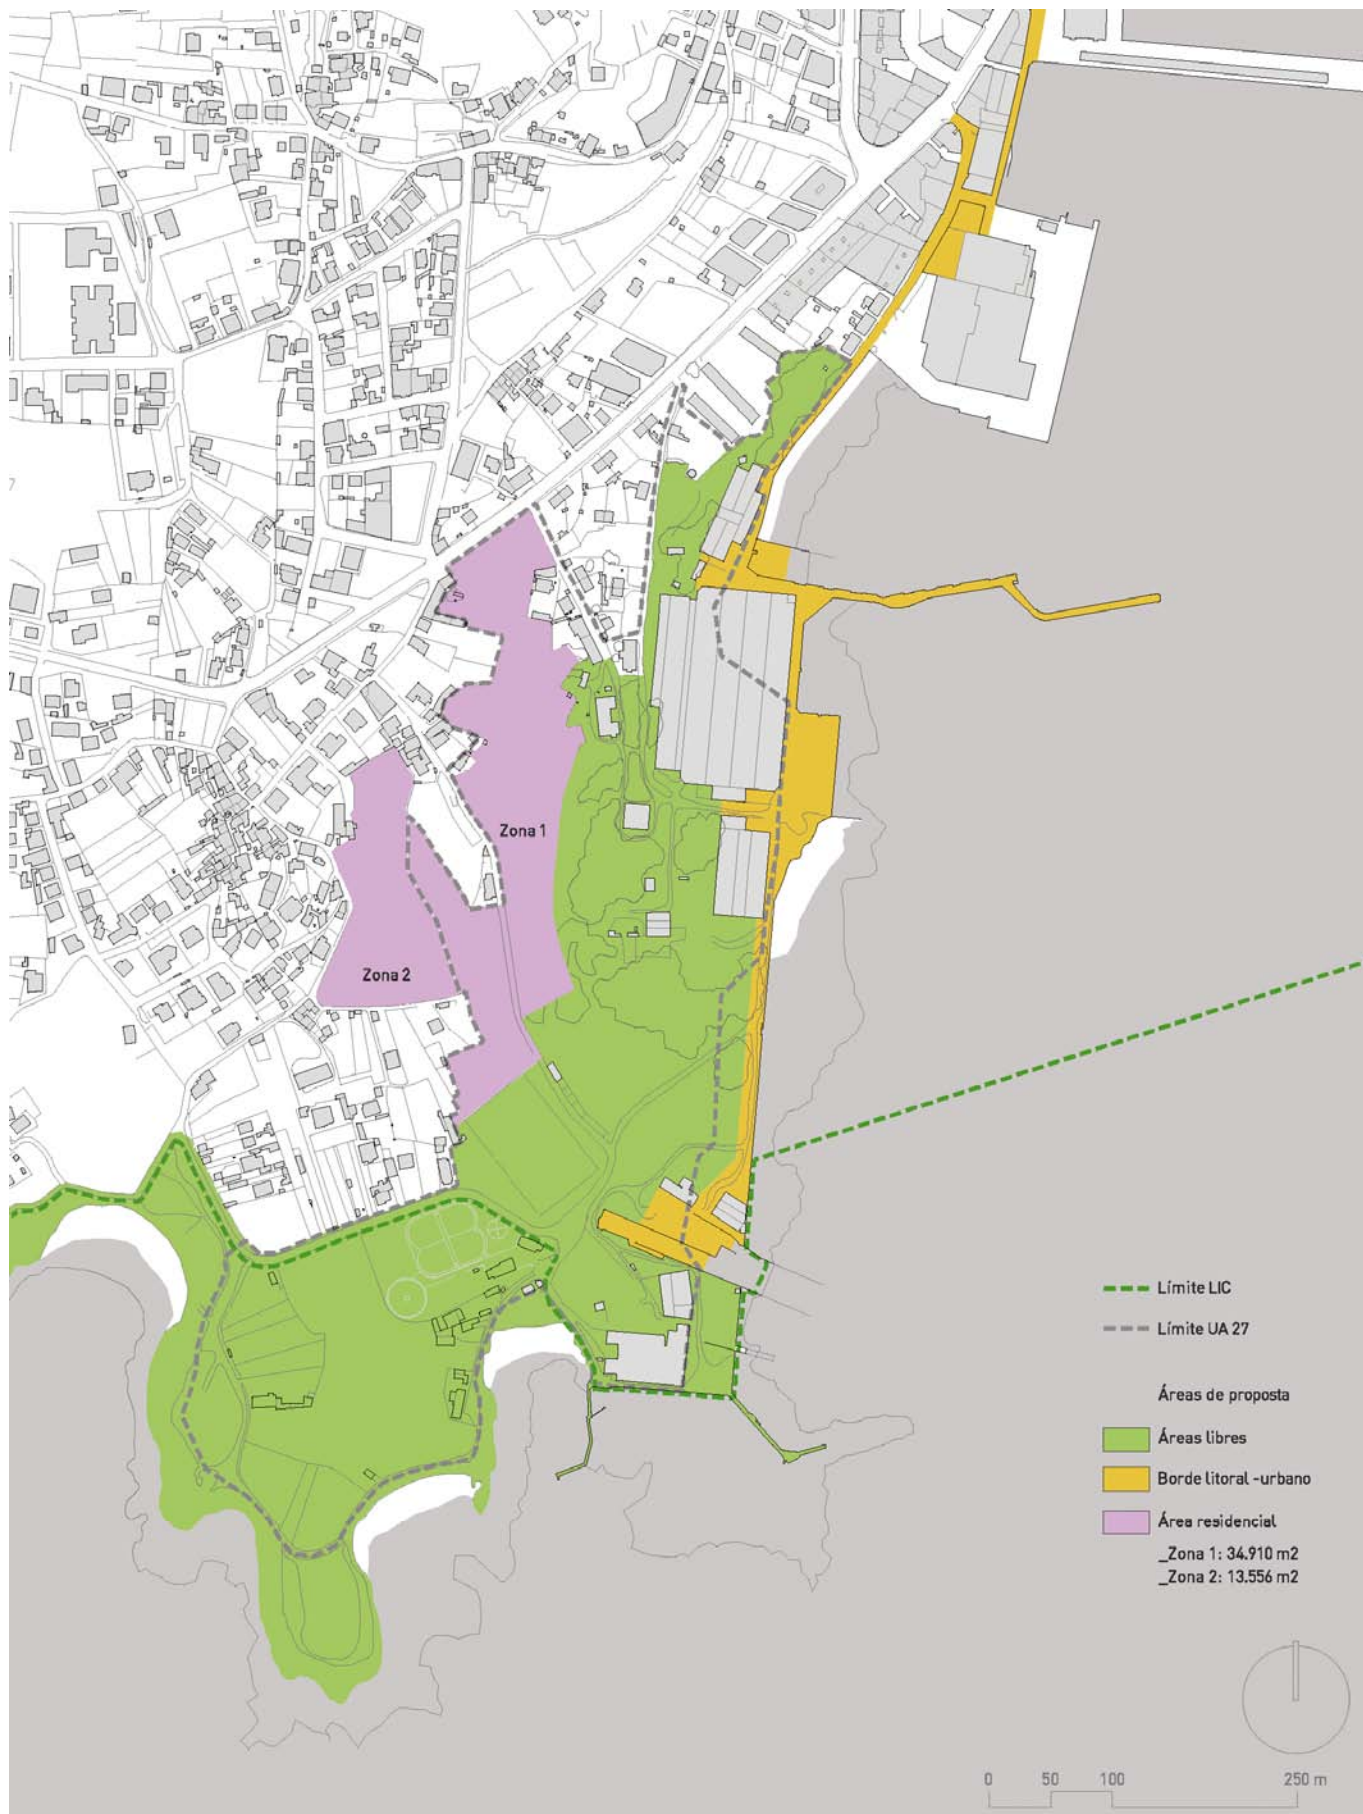 7
Zona 1
Zona 2
Límite LIC
Límite UA 27
Áreas de proposta
Áreas libres
Borde litoral -urbano
Área residencial
_Zona 1: 34.910 m2
_Zona 2: 13.556 m2
0 50 100 250 m